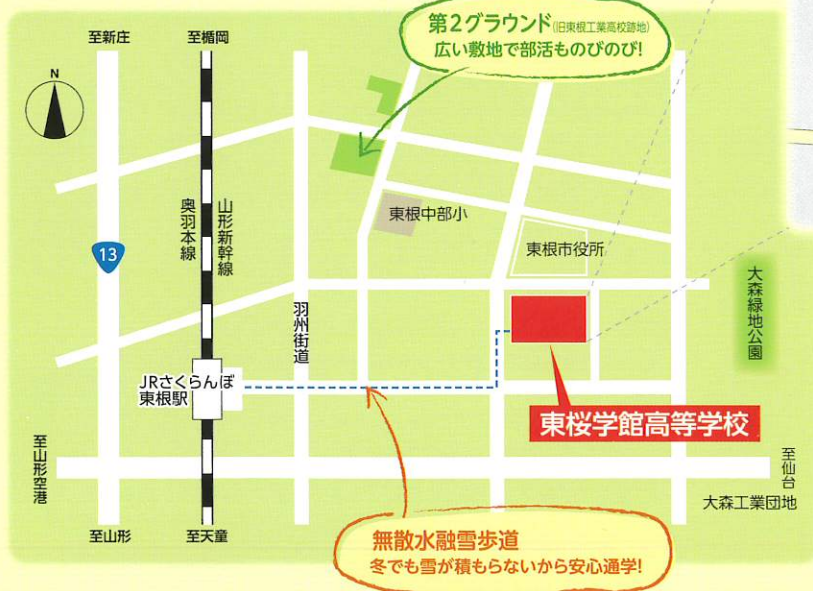 第2グラウンド(旧東根工業高校跡地)
広い敷地で部活ものびのび!
至新庄
至楯岡
N
13
奥羽本線
山形新幹線
羽州街道
東根中部小
東根市役所
大森緑地公園
JRさくらんぼ
東根駅
東桜学館高等学校
至山形空港
至仙台
大森工業団地
至山形
至天童
無散水融雪歩道
冬でも雪が積もらないから安心通学!